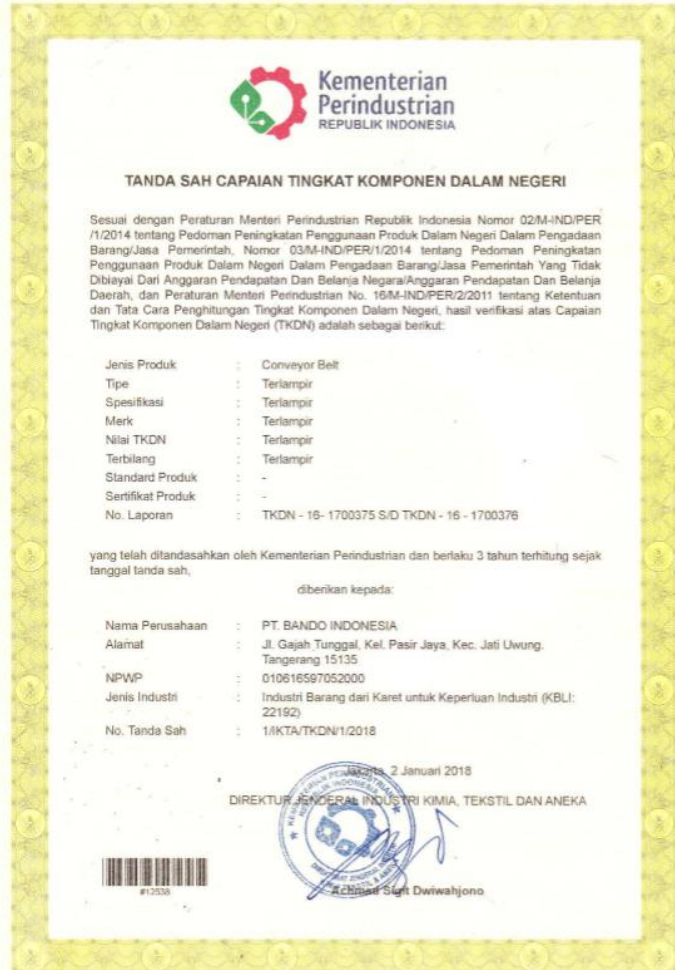 Kementerian
Perindustrian
REPUBLIK INDONESIA
TANDA SAH CAPAIAN TINGKAT KOMPONEN DALAM NEGERI
Sesuai dengan Peraturan Menteri Perindustrian Republik Indonesia Nomor 02/M-IND/PER
/1/2014 tentang Pedoman Peningkatan Penggunaan Produk Dalam Negeri Dalam Pengadaan
Barang/Jasa Pemerintah, Nomor 03/M-IND/PER/1/2014 tentang Pedoman Peningkatan
Penggunaan Produk Dalam Negeri Dalam Pengadaan Barang/Jasa Pemerintah Yang Tidak
Dibiayai Dari Anggaran Pendapatan Dan Belanja Negara/Anggaran Pendapatan Dan Belanja
Daerah, dan Peraturan Menteri Perindustrian No. 16/M-IND/PER/2/2011 tentang Ketentuan
dan Tata Cara Penghitungan Tingkat Komponen Dalam Negeri, hasil verifikasi atas Capaian
Tingkat Komponen Dalam Negeri (TKDN) adalah sebagai berikut:
Jenis Produk : Conveyor Belt
Tipe : Terlampir
Spesifikasi : Terlampir
Merk : Terlampir
Nilai TKDN : Terlampir
Terbilang : Terlampir
Standard Produk : -
Sertifikat Produk : -
No. Laporan : TKDN - 16- 1700375 S/D TKDN - 16 - 1700376
yang telah ditandasahkan oleh Kementerian Perindustrian dan berlaku 3 tahun terhitung sejak
tanggal tanda sah,
diberikan kepada:
Nama Perusahaan : PT. BANDO INDONESIA
Alamat : Jl. Gajah Tunggal, Kel. Pasir Jaya, Kec. Jati Uwung.
Tangerang 15135
NPWP : 010616597052000
Jenis Industri : Industri Barang dari Karet untuk Keperluan Industri (KBLI:
22192)
No. Tanda Sah : 1/IKTA/TKDN/1/2018
Jakarta, 2 Januari 2018
DIREKTUR JENDERAL INDUSTRI KIMIA, TEKSTIL DAN ANEKA
KEMENTERIAN PERINDUSTRIAN
REPUBLIK INDONESIA
#12538
Achmad Sigit Dwiwahjono